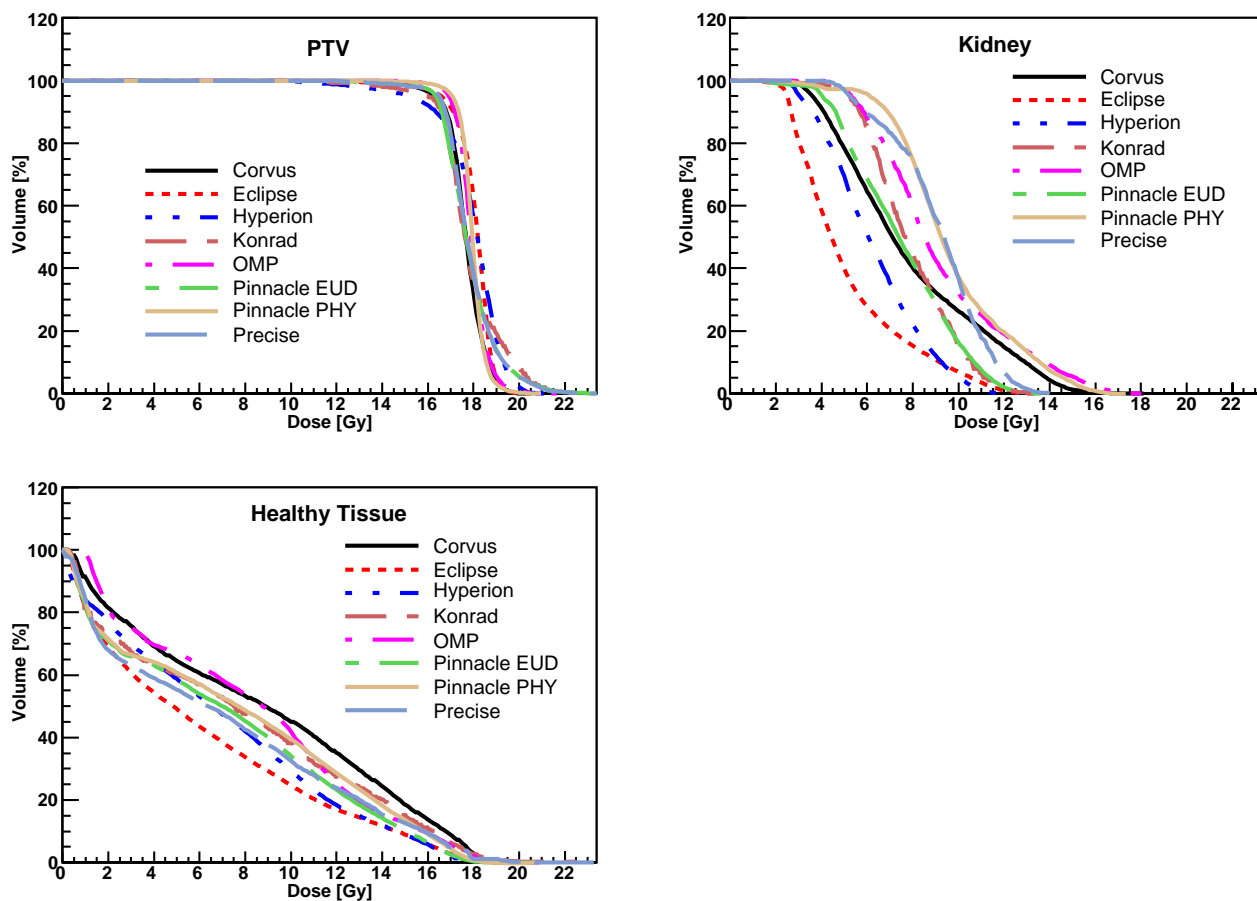 PTV
Volume [%]
120
100
80
60
40
20
0
Corvus
Eclipse
Hyperion
Konrad
OMP
Pinnacle EUD
Pinnacle PHY
Precise
0 2 4 6 8 10 12 14 16 18 20 22
Dose [Gy]
Kidney
Volume [%]
120
100
80
60
40
20
0
Corvus
Eclipse
Hyperion
Konrad
OMP
Pinnacle EUD
Pinnacle PHY
Precise
0 2 4 6 8 10 12 14 16 18 20 22
Dose [Gy]
Healthy Tissue
Volume [%]
120
100
80
60
40
20
0
Corvus
Eclipse
Hyperion
Konrad
OMP
Pinnacle EUD
Pinnacle PHY
Precise
0 2 4 6 8 10 12 14 16 18 20 22
Dose [Gy]